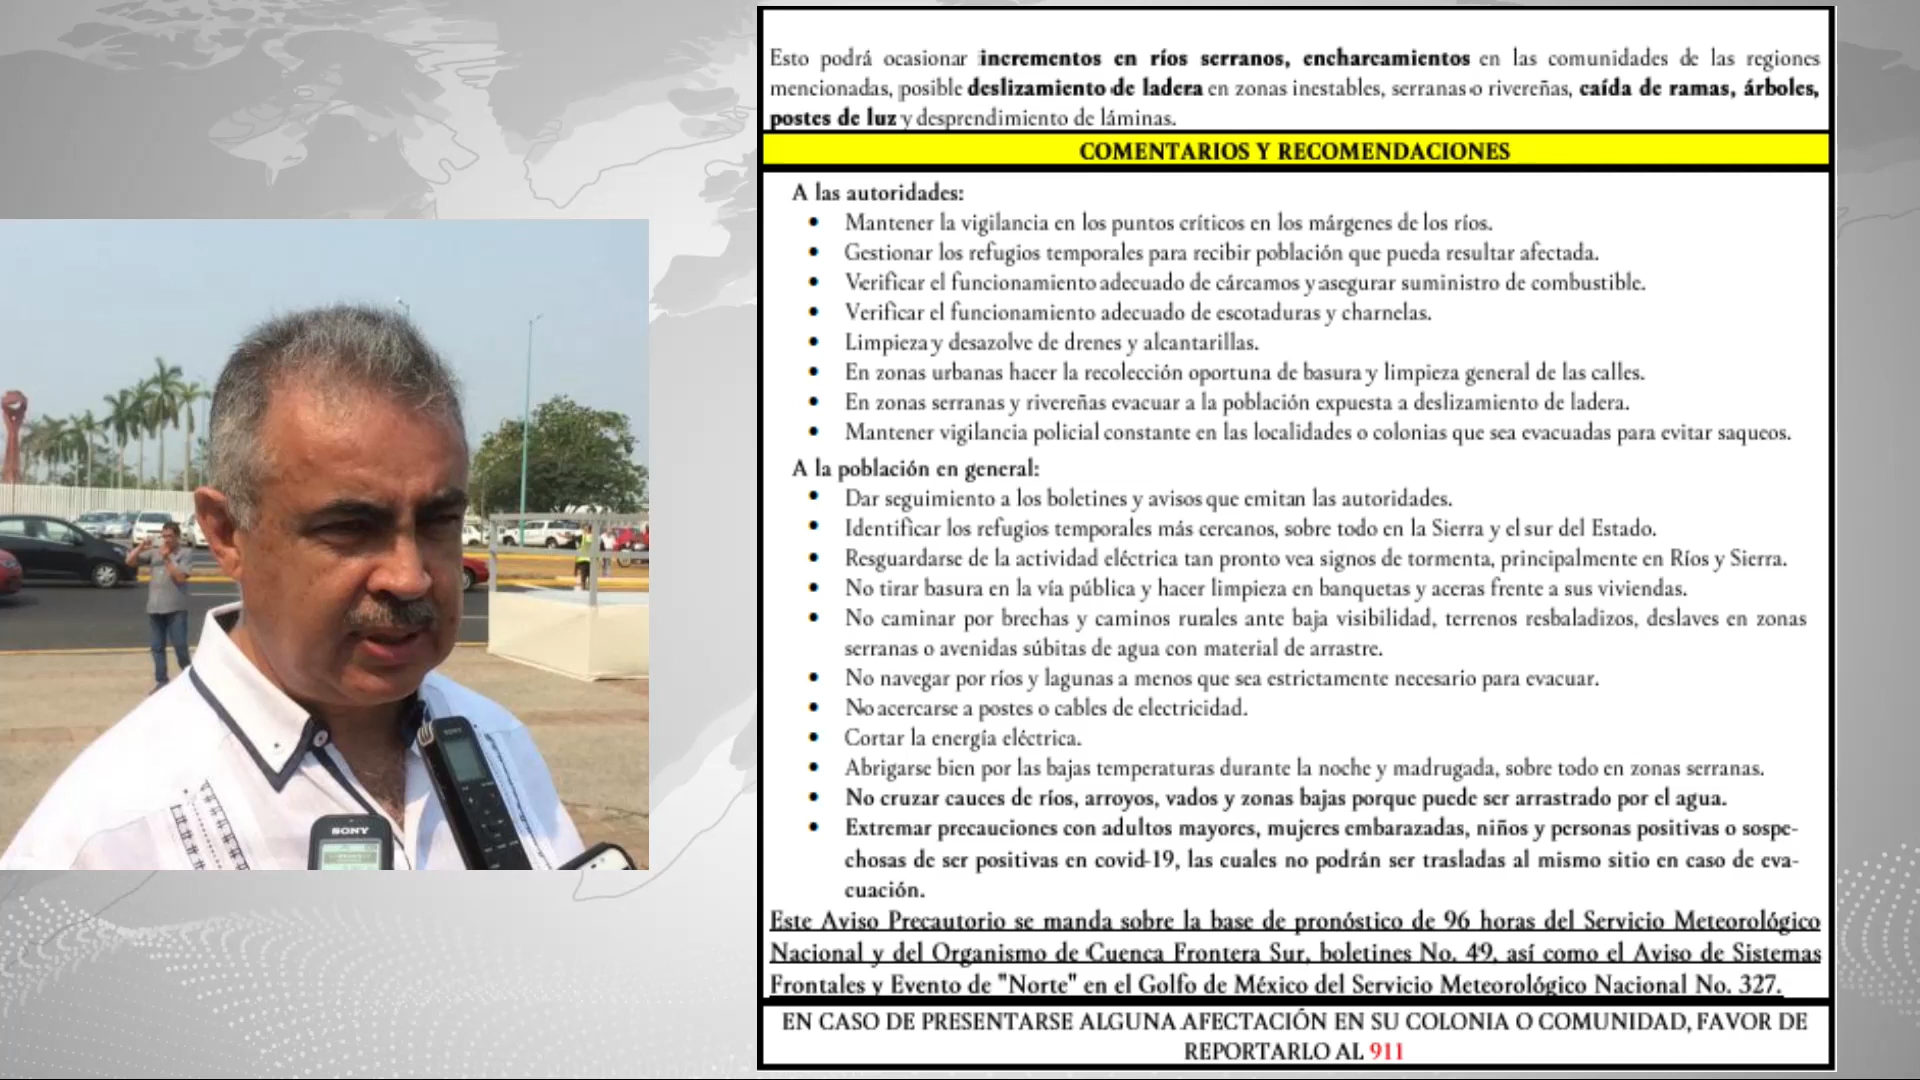 Esto podrá ocasionar incrementos en ríos serranos, encharcamientos en las comunidades de las regiones
mencionadas, posible deslizamiento de ladera en zonas inestables, serranas o rivereñas, caída de ramas, árboles,
postes de luz y desprendimiento de láminas.
COMENTARIOS Y RECOMENDACIONES
A las autoridades:
• Mantener la vigilancia en los puntos críticos en los márgenes de los ríos.
• Gestionar los refugios temporales para recibir población que pueda resultar afectada.
• Verificar el funcionamiento adecuado de cárcamos y asegurar suministro de combustible.
• Verificar el funcionamiento adecuado de escotaduras y charnelas.
• Limpieza y desazolve de drenes y alcantarillas.
• En zonas urbanas hacer la recolección oportuna de basura y limpieza general de las calles.
• En zonas serranas y rivereñas evacuar a la población expuesta a deslizamiento de ladera.
• Mantener vigilancia policial constante en las localidades o colonias que sea evacuadas para evitar saqueos.
A la población en general:
• Dar seguimiento a los boletines y avisos que emitan las autoridades.
• Identificar los refugios temporales más cercanos, sobre todo en la Sierra y el sur del Estado.
• Resguardarse de la actividad eléctrica tan pronto vea signos de tormenta, principalmente en Ríos y Sierra.
• No tirar basura en la vía pública y hacer limpieza en banquetas y aceras frente a sus viviendas.
• No caminar por brechas y caminos rurales ante baja visibilidad, terrenos resbaladizos, deslaves en zonas
serranas o avenidas súbitas de agua con material de arrastre.
• No navegar por ríos y lagunas a menos que sea estrictamente necesario para evacuar.
• No acercarse a postes o cables de electricidad.
• Cortar la energía eléctrica.
• Abrigarse bien por las bajas temperaturas durante la noche y madrugada, sobre todo en zonas serranas.
• No cruzar cauces de ríos, arroyos, vados y zonas bajas porque puede ser arrastrado por el agua.
• Extremar precauciones con adultos mayores, mujeres embarazadas, niños y personas positivas o sospe-
chosas de ser positivas en covid-19, las cuales no podrán ser trasladas al mismo sitio en caso de eva-
cuación.
Este Aviso Precautorio se manda sobre la base de pronóstico de 96 horas del Servicio Meteorológico
Nacional y del Organismo de Cuenca Frontera Sur, boletines No. 49, así como el Aviso de Sistemas
Frontales y Evento de "Norte" en el Golfo de México del Servicio Meteorológico Nacional No. 327.
EN CASO DE PRESENTARSE ALGUNA AFECTACIÓN EN SU COLONIA O COMUNIDAD, FAVOR DE
REPORTARLO AL 911
SONY
SONY